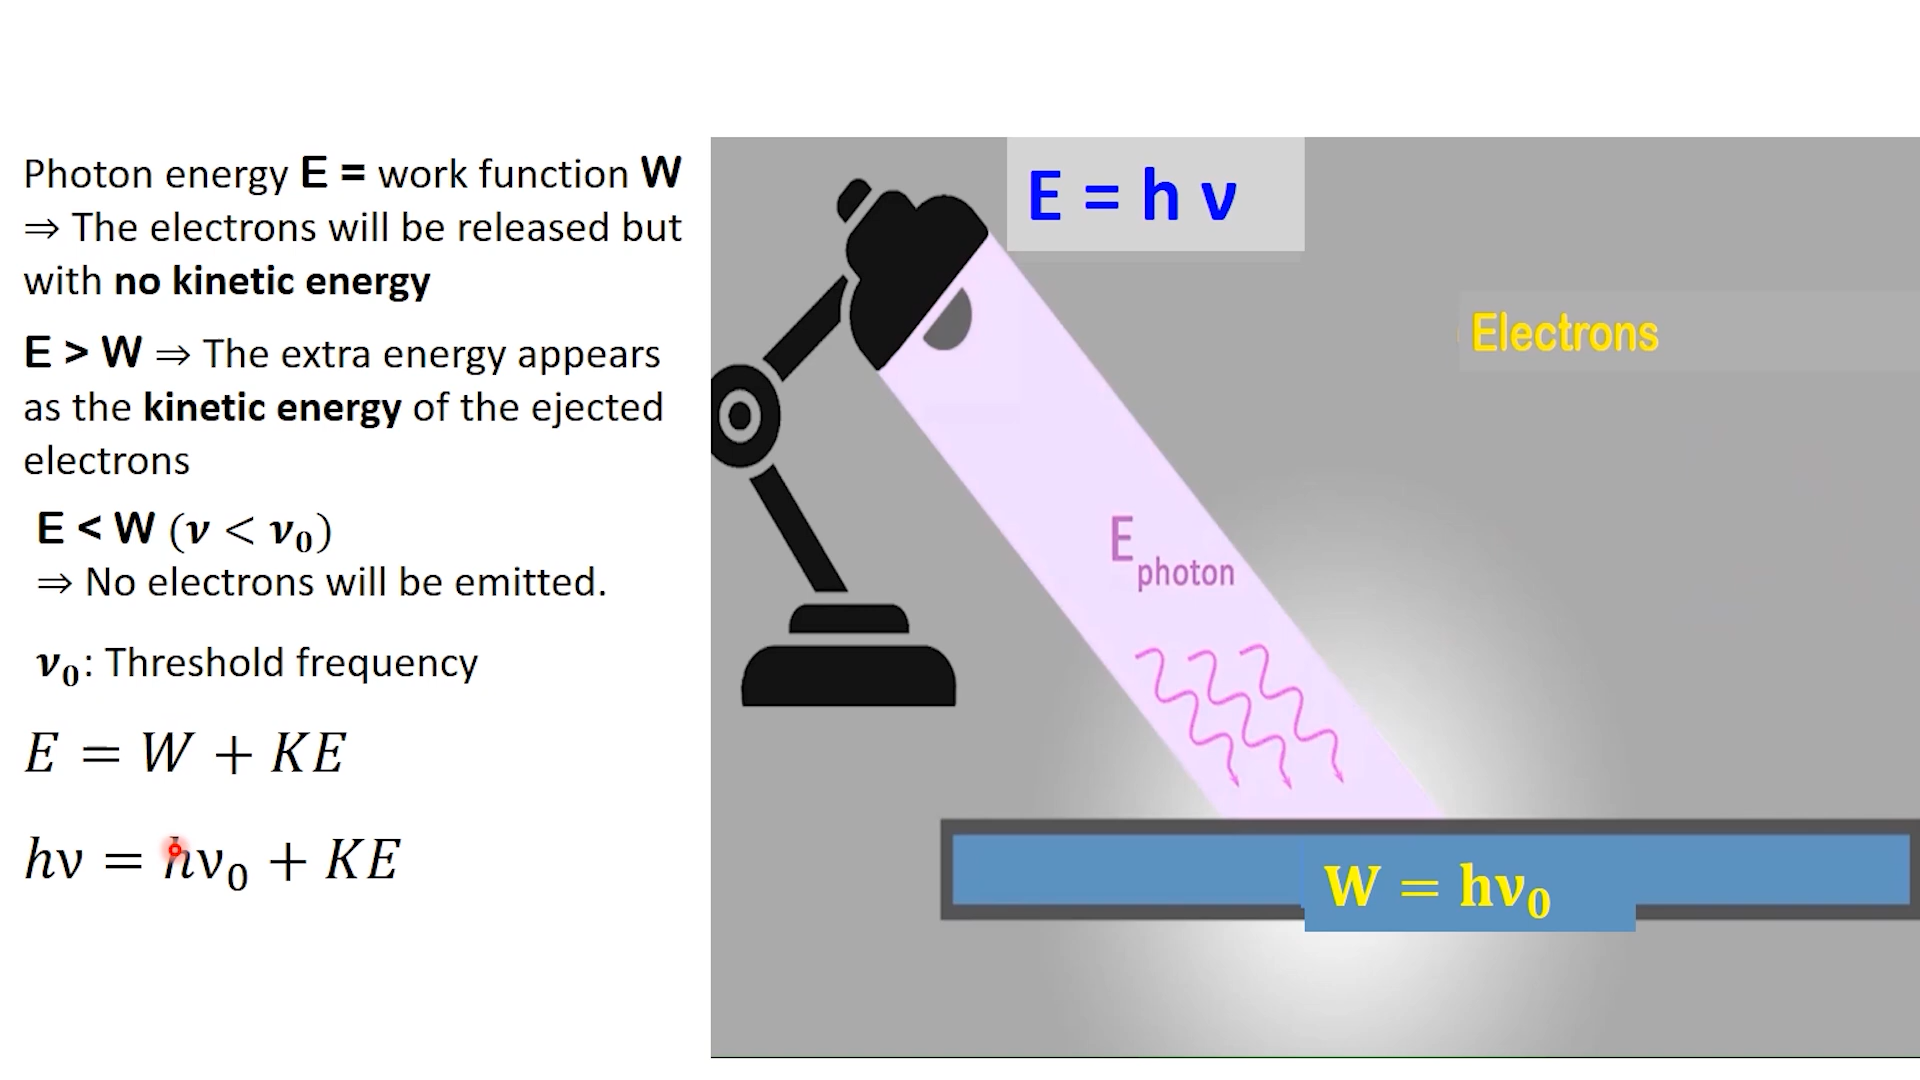 Photon energy E = work function W
⇒ The electrons will be released but
with no kinetic energy
E > W ⇒ The extra energy appears
as the kinetic energy of the ejected
electrons
E < W (ν < ν₀)
⇒ No electrons will be emitted.
ν₀: Threshold frequency
E = W + KE
hν = hν₀ + KE
E = h ν
Electrons
E photon
W = hν₀